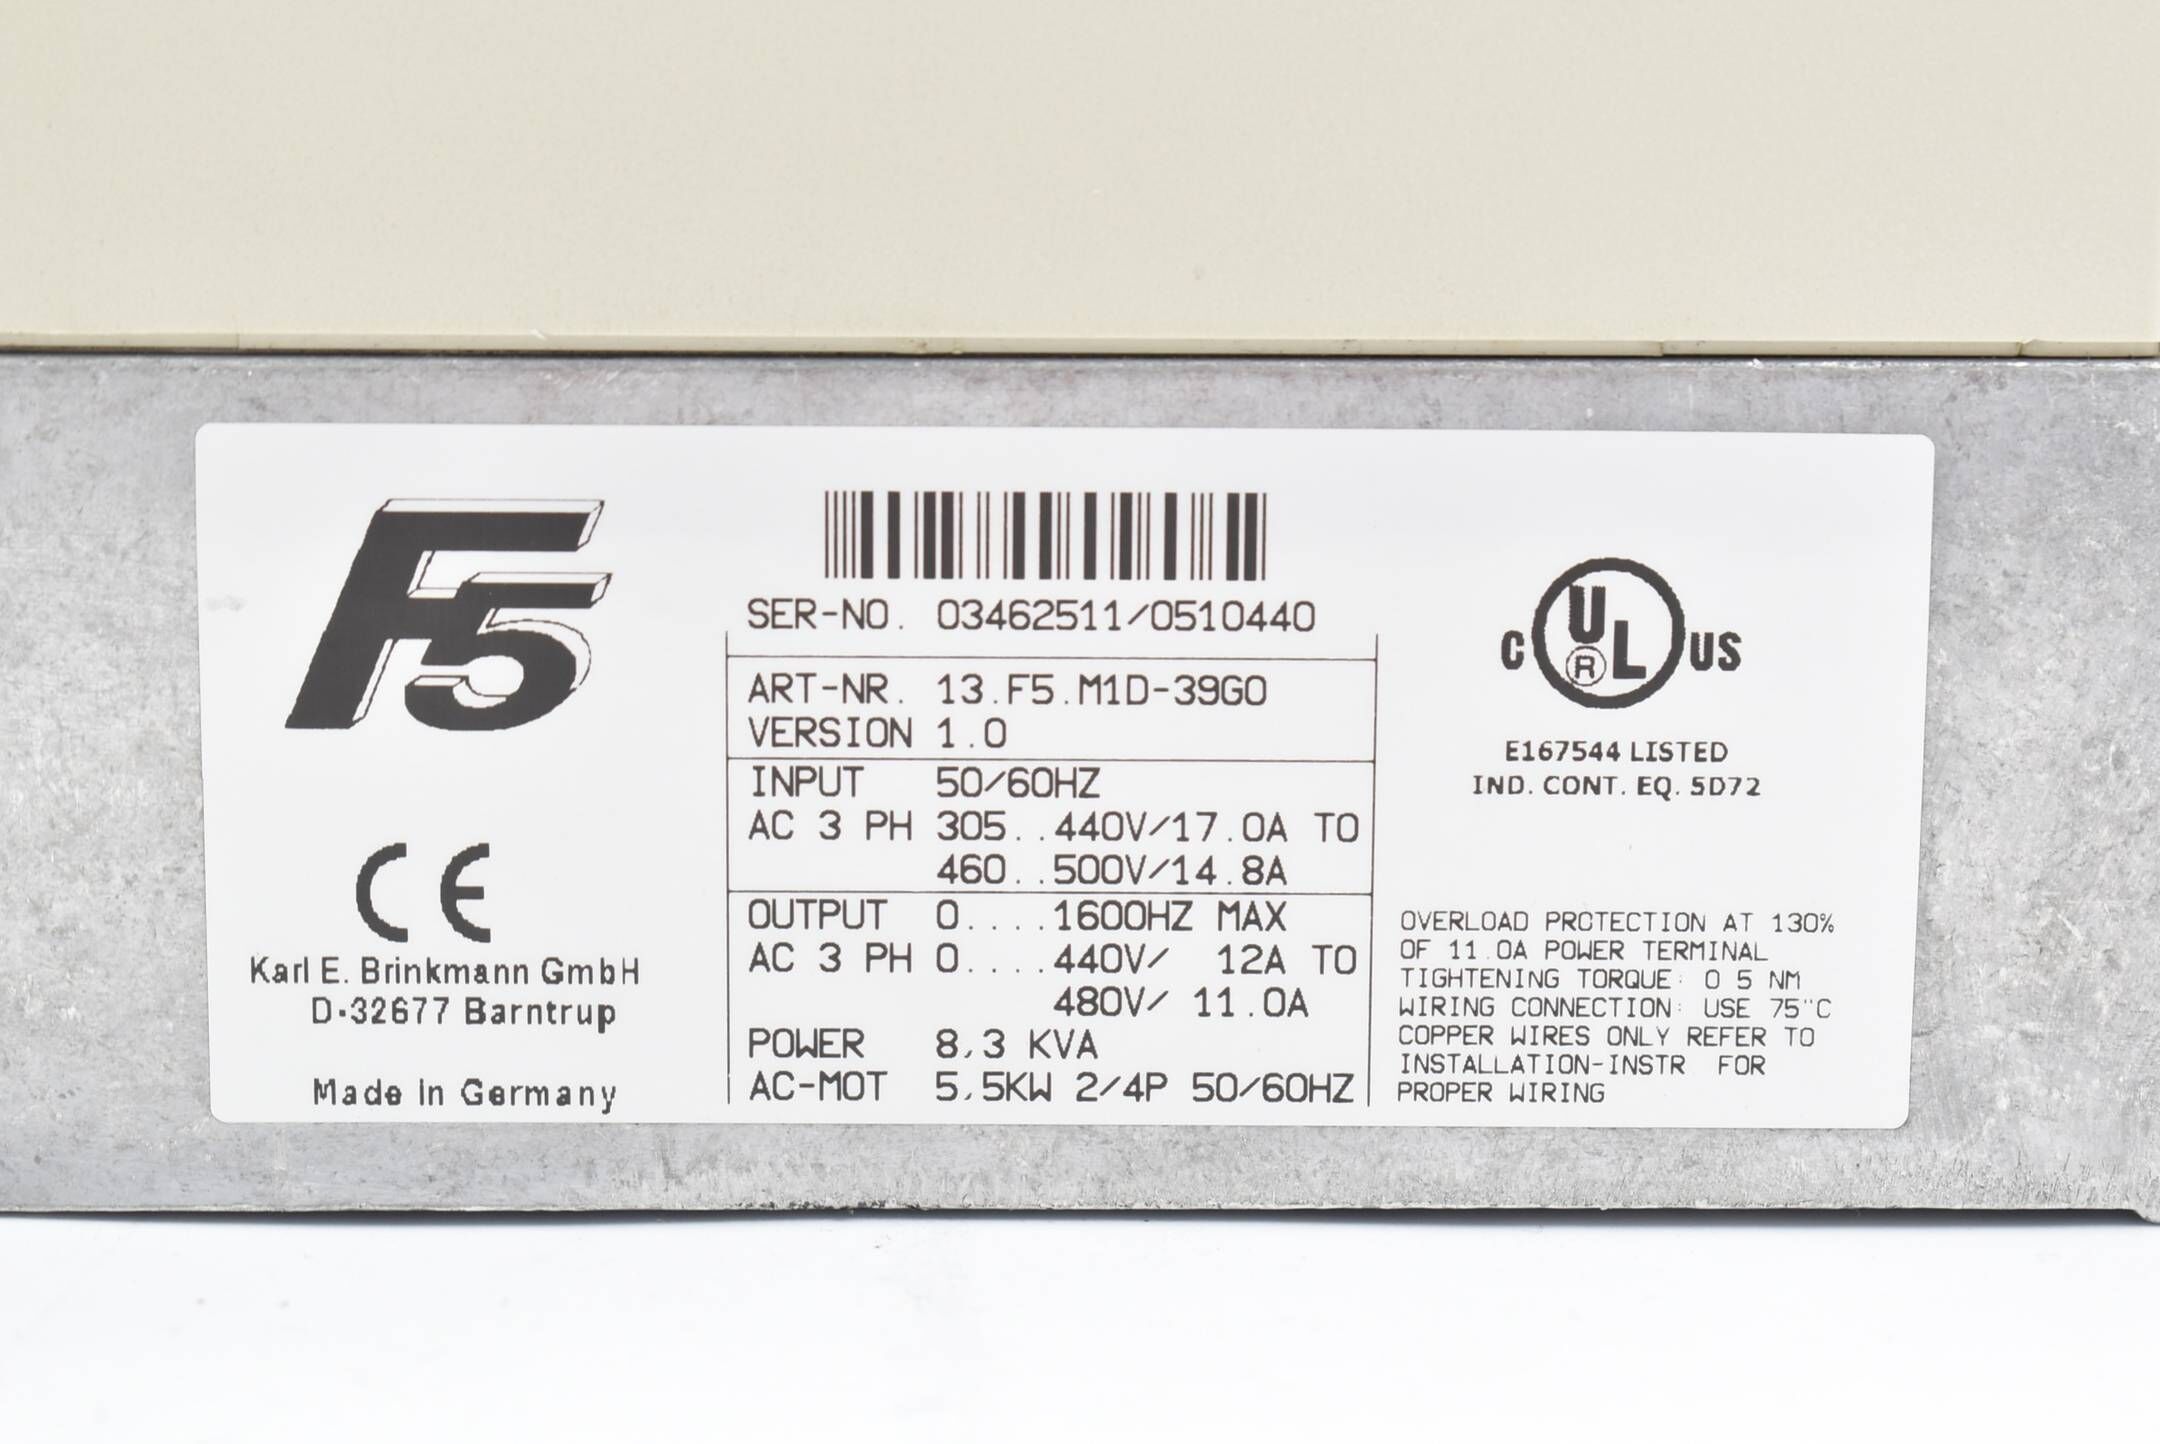 F5
CE
Karl E. Brinkmann GmbH
D-32677 Barntrup
Made in Germany
SER-NO. 03462511/0510440
ART-NR. 13.F5.M1D-39G0
VERSION 1.0
INPUT 50/60HZ
AC 3 PH 305..440V/17.0A TO
460..500V/14.8A
OUTPUT 0....1600HZ MAX
AC 3 PH 0....440V/ 12A TO
480V/ 11.0A
POWER 8,3 KVA
AC-MOT 5,5KW 2/4P 50/60HZ
C UL US
®
E167544 LISTED
IND. CONT. EQ. 5D72
OVERLOAD PROTECTION AT 130%
OF 11.0A POWER TERMINAL
TIGHTENING TORQUE: 0 5 NM
WIRING CONNECTION: USE 75"C
COPPER WIRES ONLY REFER TO
INSTALLATION-INSTR FOR
PROPER WIRING